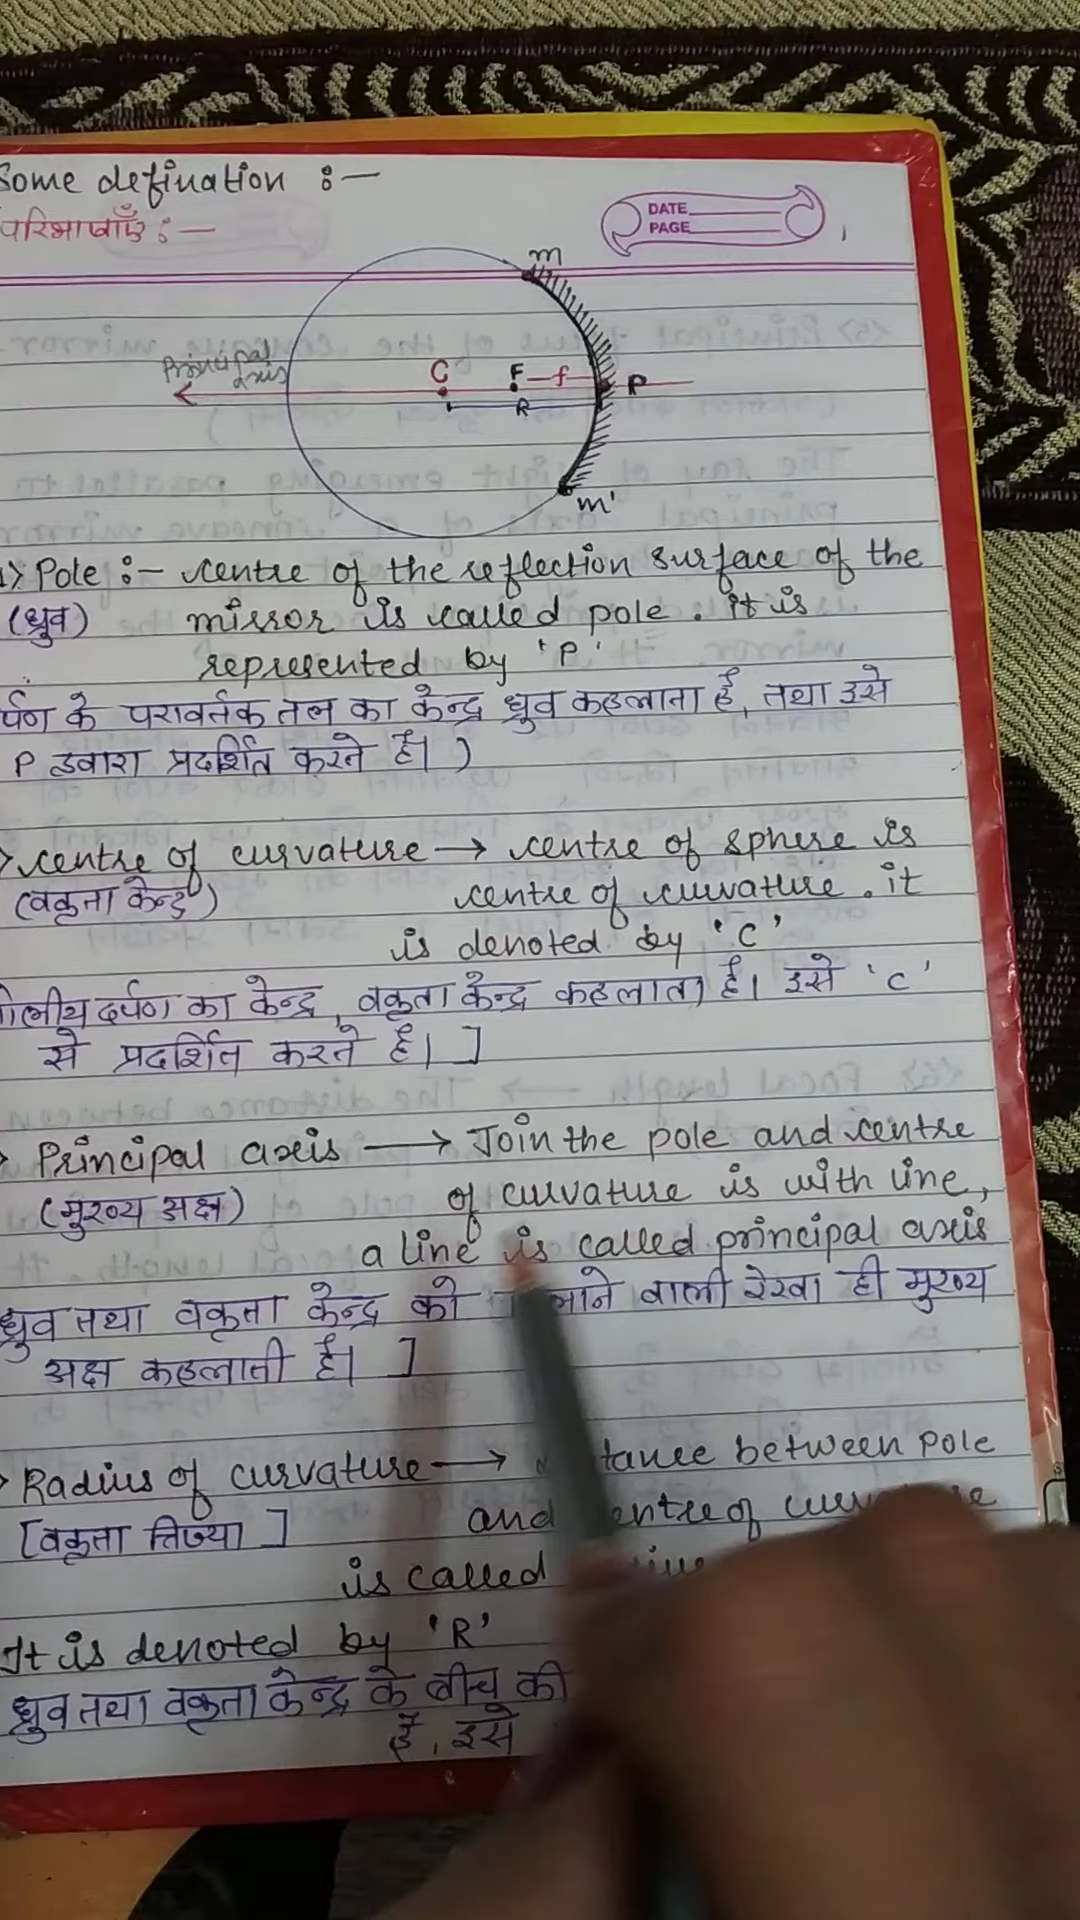 Some defination :—
परिभाषाएँ :—
DATE
PAGE
m
Principal axis
C
F
f
P
R
m'
Pole :— centre of the reflection surface of the
(ध्रुव) mirror is called pole. it is
represented by 'P'
के परावर्तक तल का केन्द्र ध्रुव कहलाता है, तथा इसे
P डवारा प्रदर्शित करते है। )
centre of curvature → centre of sphere is
(वक्रता केन्द्र) centre of curvature. it
is denoted by 'C'
दर्पण का केन्द्र, वक्रता केन्द्र कहलाता है। इसे 'C'
से प्रदर्शित करते है। ]
Principal axis → Join the pole and centre
(मुख्य अक्ष) of curvature is with line,
a line is called principal axis
ध्रुव तथा वक्रता केन्द्र को वाली रेखा ही मुख्य
अक्ष कहलाती है। ]
Radius of curvature → between pole
[वक्रता त्रिज्या ] and of
is called
It is denoted by 'R'
ध्रुव तथा वक्रता केन्द्र के बीच की
है, इसे